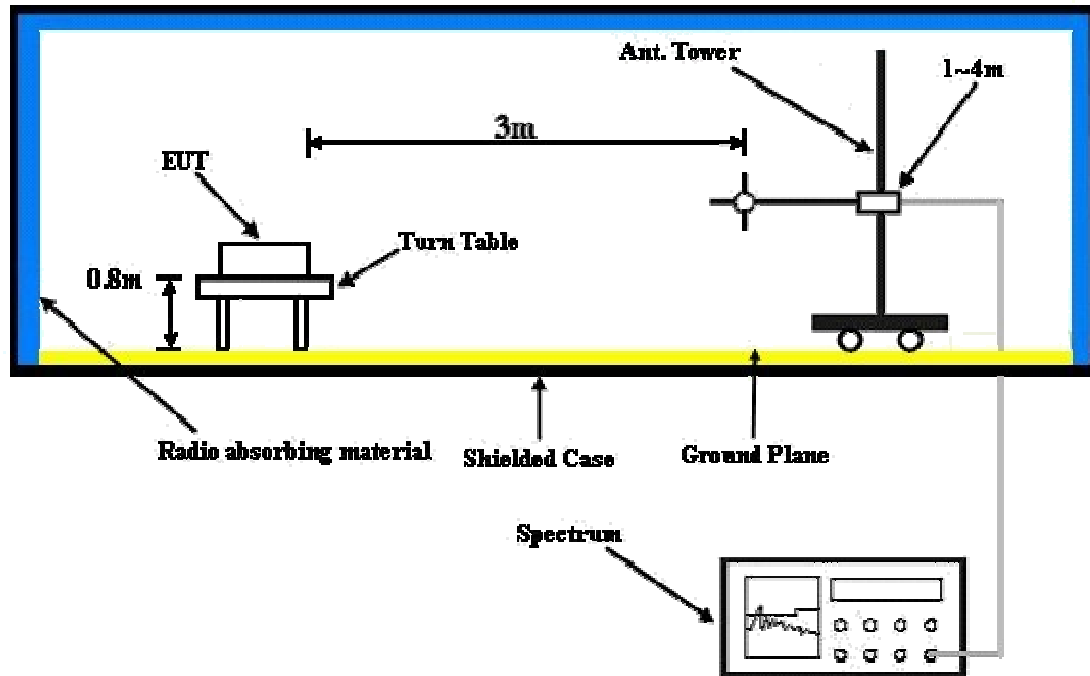 Ant. Tower
1~4m
3m
EUT
Turn Table
0.8m
Radio absorbing material
Shielded Case
Ground Plane
Spectrum